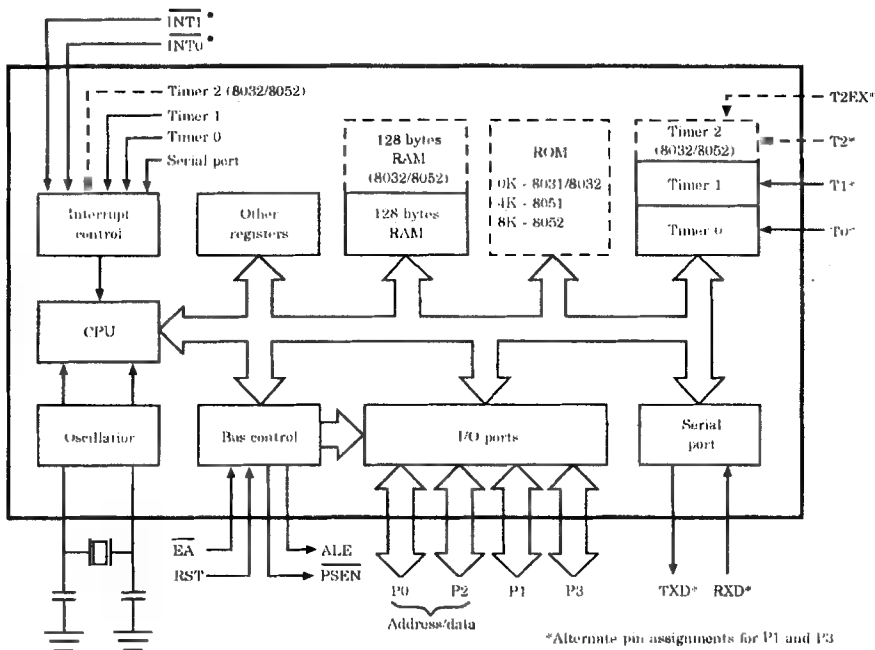 INT1*
INT0*
Timer 2 (8032/8052)
Timer 1
Timer 0
Serial port
Interrupt
control
Other
registers
128 bytes
RAM
(8032/8052)
128 bytes
RAM
ROM
0K - 8031/8032
4K - 8051
8K - 8052
Timer 2
(8032/8052)
Timer 1
Timer 0
T2EX*
T2*
T1*
T0*
CPU
Oscillatior
Bus control
I/O ports
Serial
port
EA
RST
ALE
PSEN
P0
P2
P1
P3
Address/data
TXD*
RXD*
*Alternate pin assignments for P1 and P3